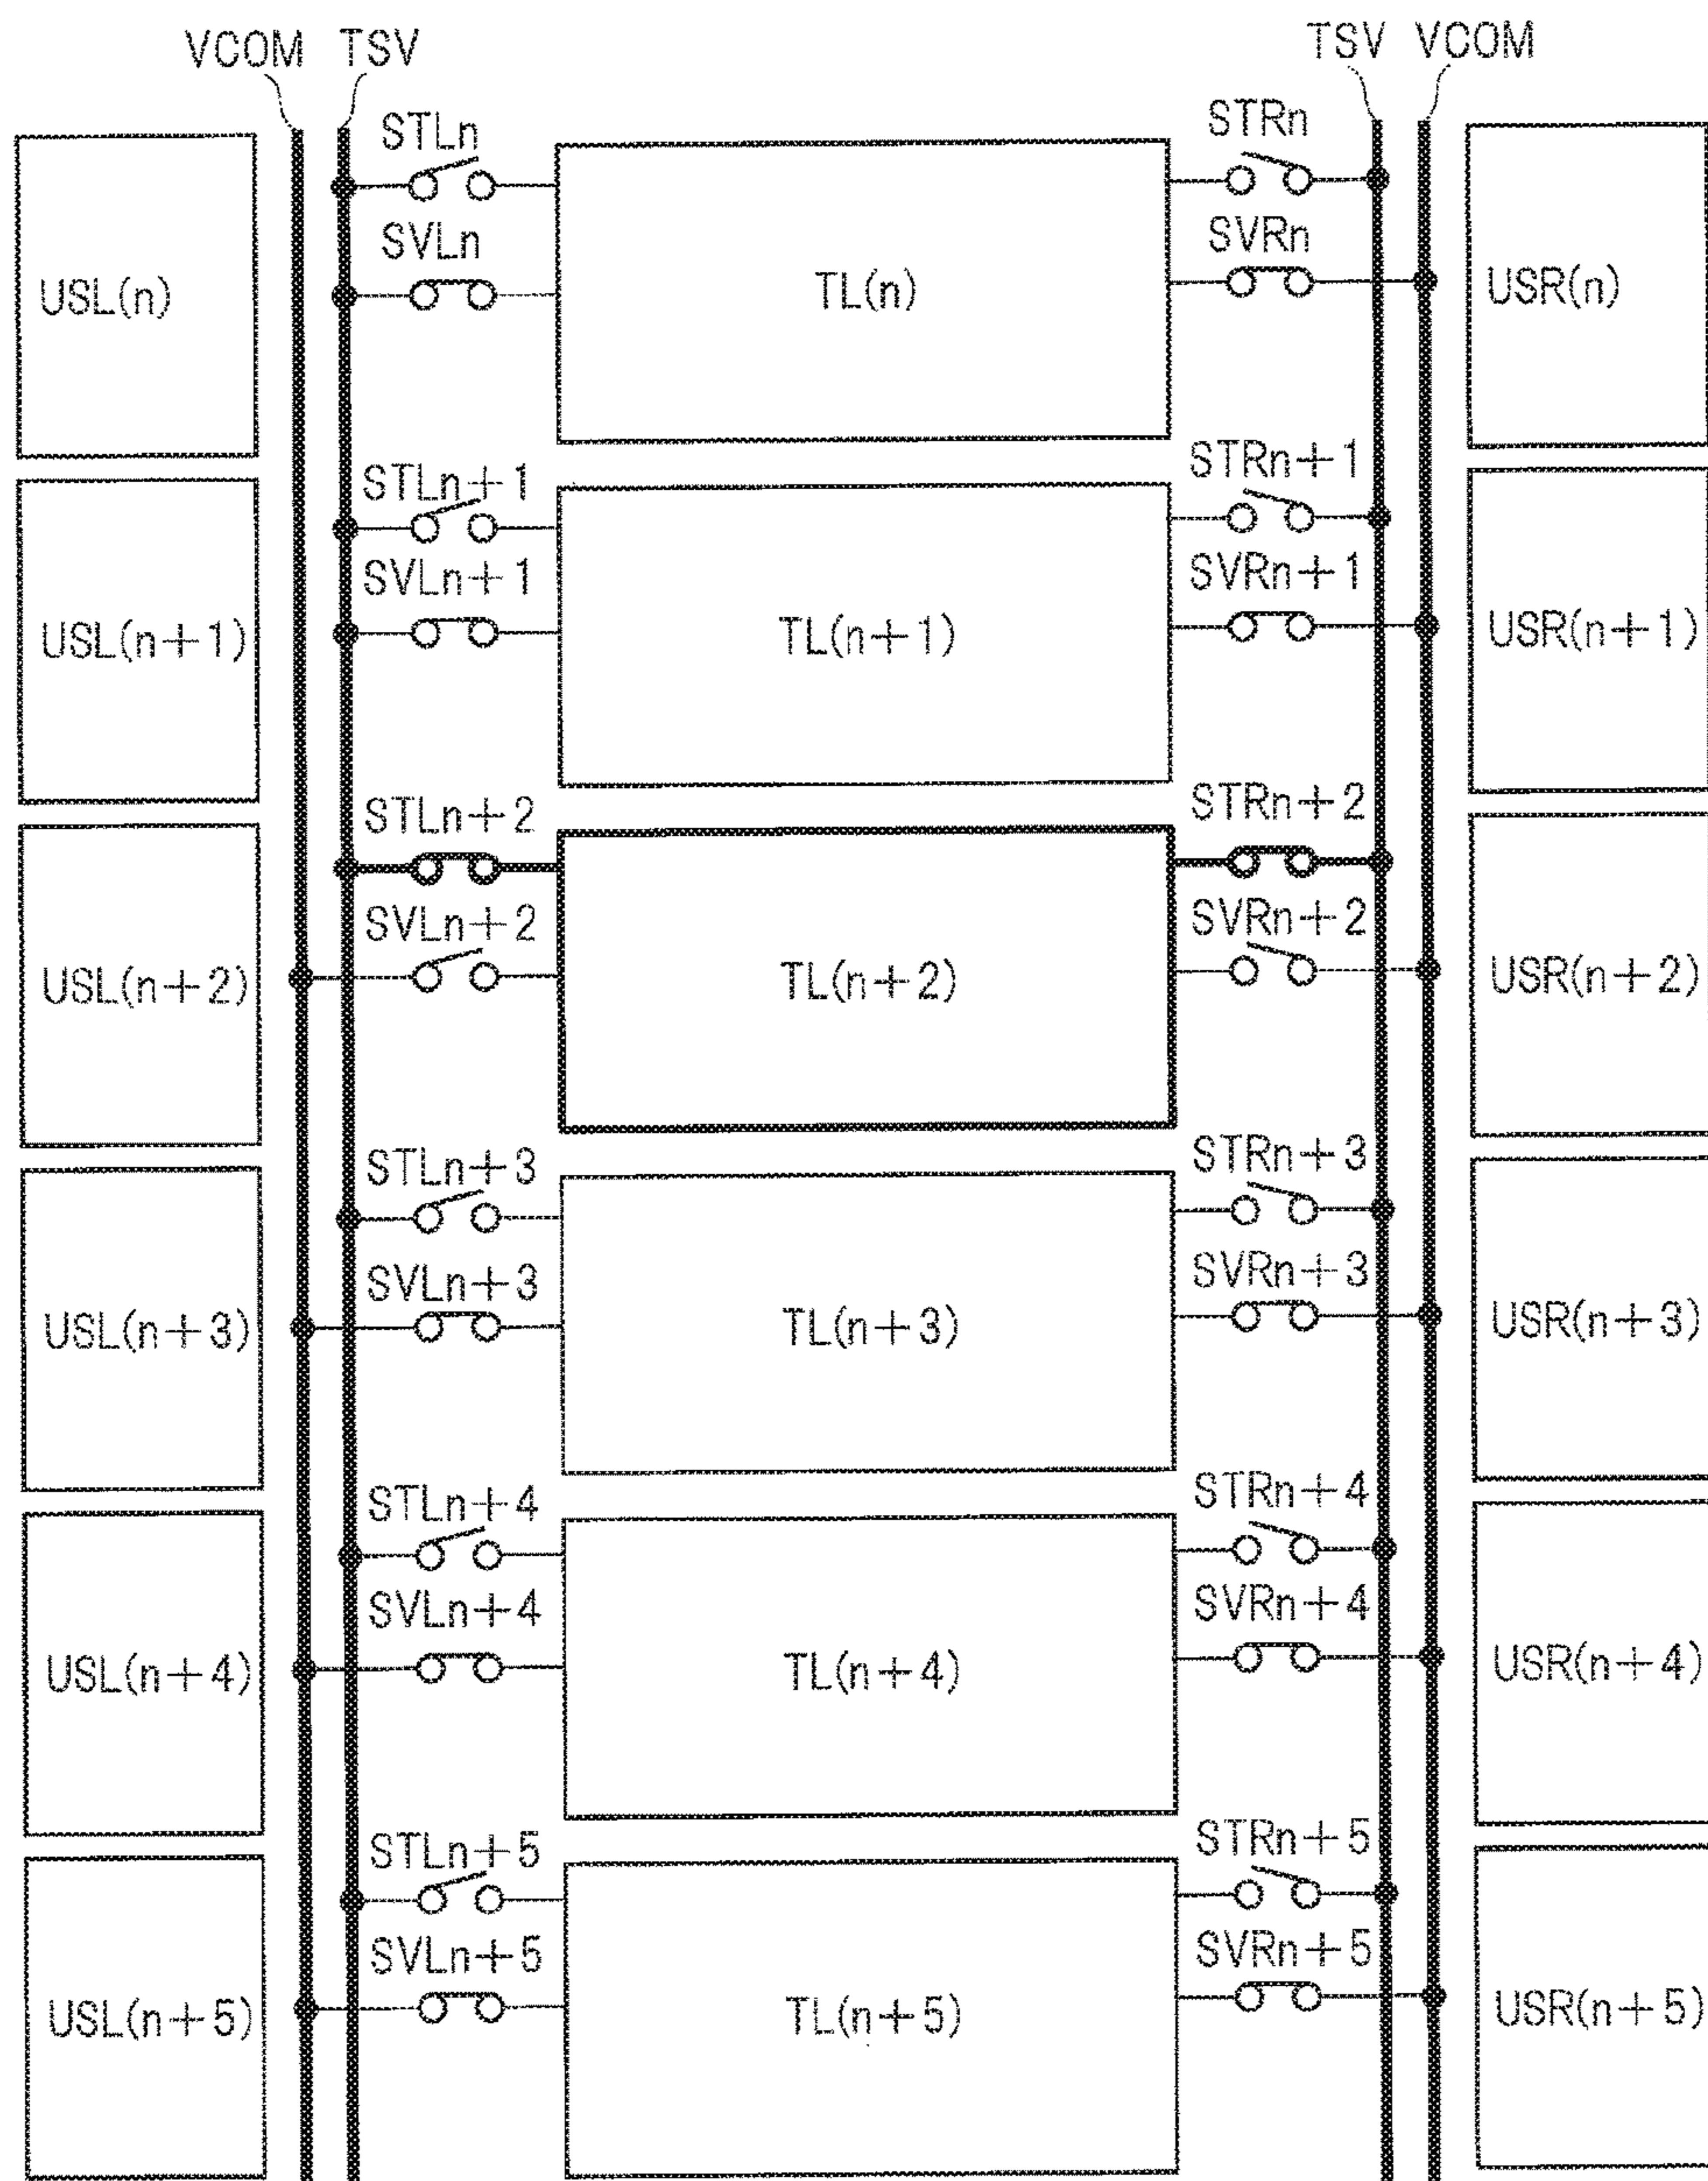 VCOM TSV TSV VCOM
STLn STRn
SVLn SVRn
USL(n) TL(n) USR(n)
STLn+1 STRn+1
SVLn+1 SVRn+1
USL(n+1) TL(n+1) USR(n+1)
STLn+2 STRn+2
SVLn+2 SVRn+2
USL(n+2) TL(n+2) USR(n+2)
STLn+3 STRn+3
SVLn+3 SVRn+3
USL(n+3) TL(n+3) USR(n+3)
STLn+4 STRn+4
SVLn+4 SVRn+4
USL(n+4) TL(n+4) USR(n+4)
STLn+5 STRn+5
SVLn+5 SVRn+5
USL(n+5) TL(n+5) USR(n+5)